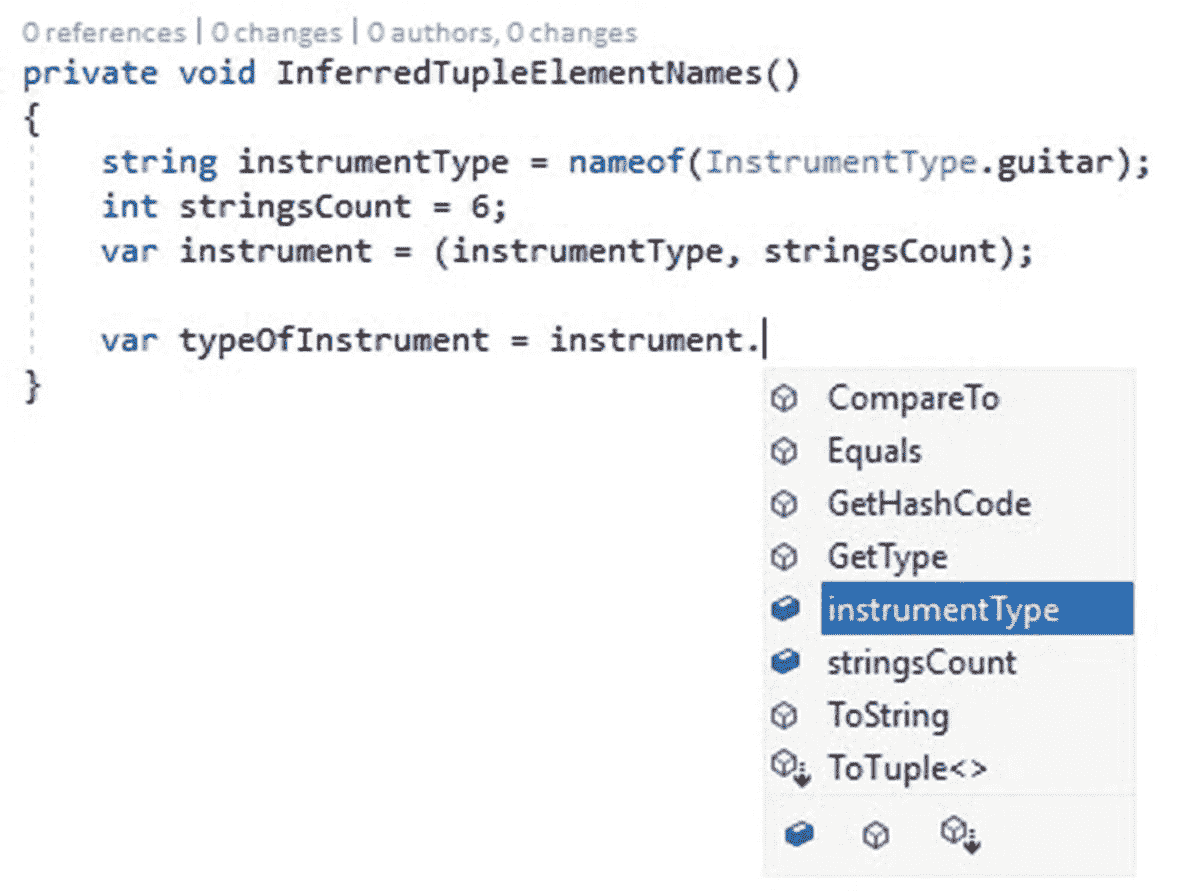 0 references | 0 changes | 0 authors, 0 changes
private void InferredTupleElementNames()
{
string instrumentType = nameof(InstrumentType.guitar);
int stringsCount = 6;
var instrument = (instrumentType, stringsCount);
var typeOfInstrument = instrument.
}
CompareTo
Equals
GetHashCode
GetType
instrumentType
stringsCount
ToString
ToTuple<>